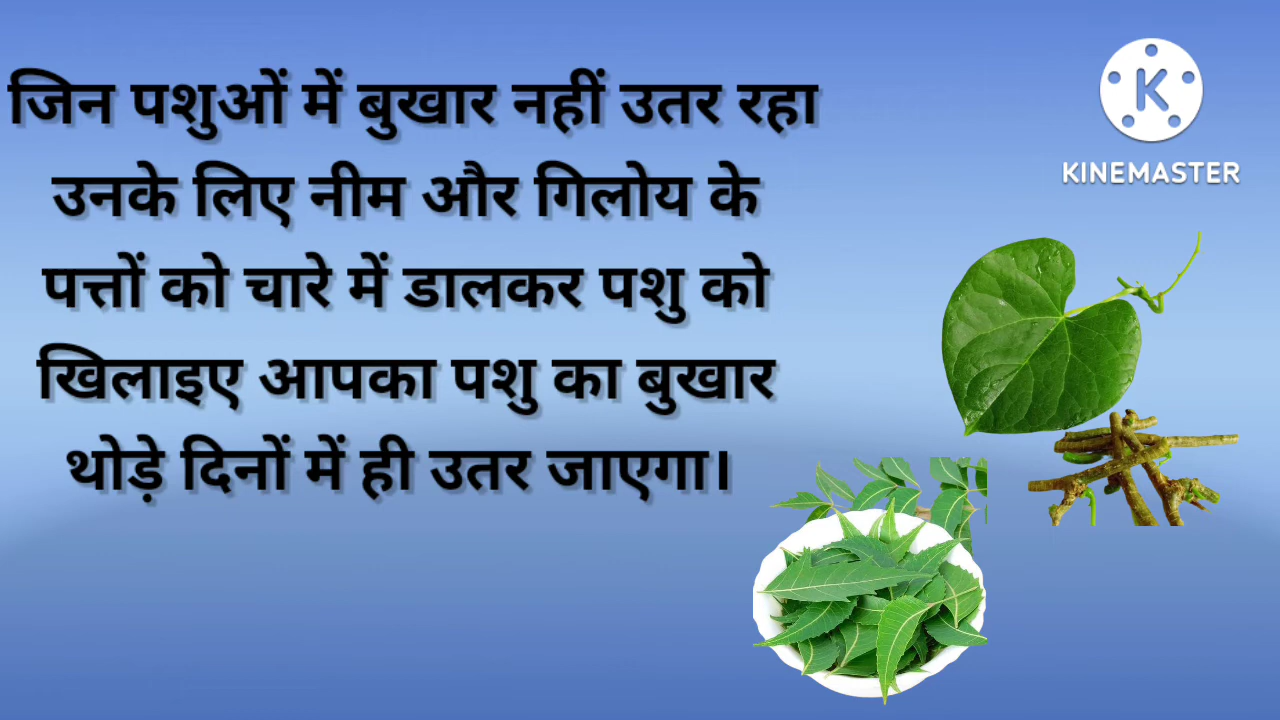 जिन पशुओं में बुखार नहीं उतर रहा
उनके लिए नीम और गिलोय के
पत्तों को चारे में डालकर पशु को
खिलाइए आपका पशु का बुखार
थोड़े दिनों में ही उतर जाएगा।
K
KINEMASTER